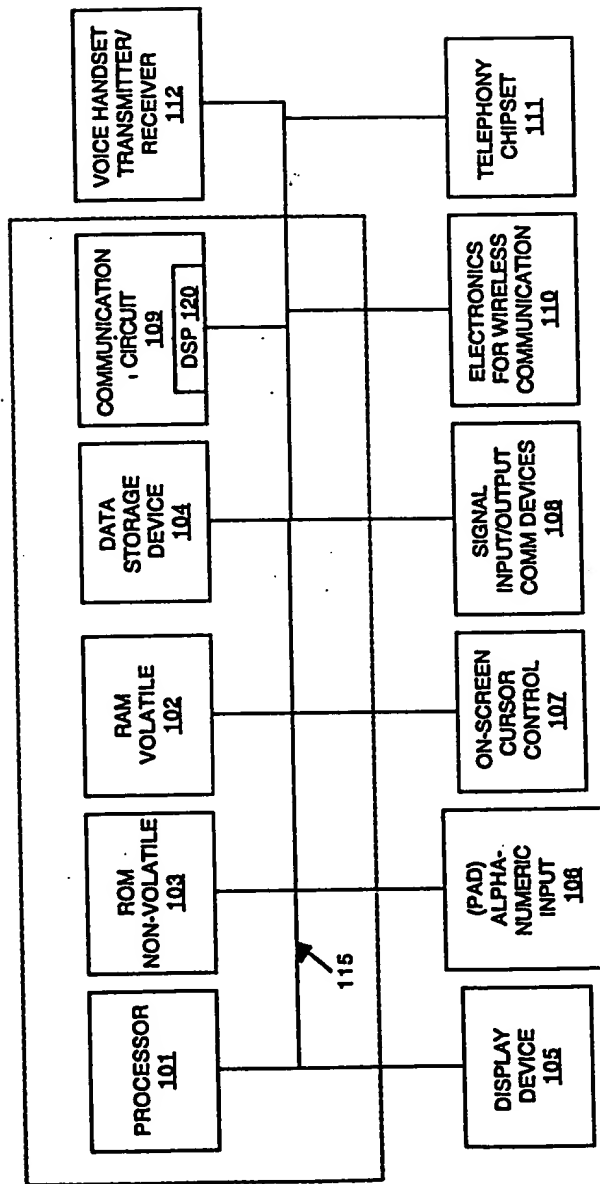 PROCESSOR
101
ROM
NON-VOLATILE
103
RAM
VOLATILE
102
DATA
STORAGE
DEVICE
104
COMMUNICATION
CIRCUIT
109
DSP 120
VOICE HANDSET
TRANSMITTER/
RECEIVER
112
115
DISPLAY
DEVICE
105
(PAD)
ALPHA-
NUMERIC
INPUT
106
ON-SCREEN
CURSOR
CONTROL
107
SIGNAL
INPUT/OUTPUT
COMM DEVICES
108
ELECTRONICS
FOR WIRELESS
COMMUNICATION
110
TELEPHONY
CHIPSET
111